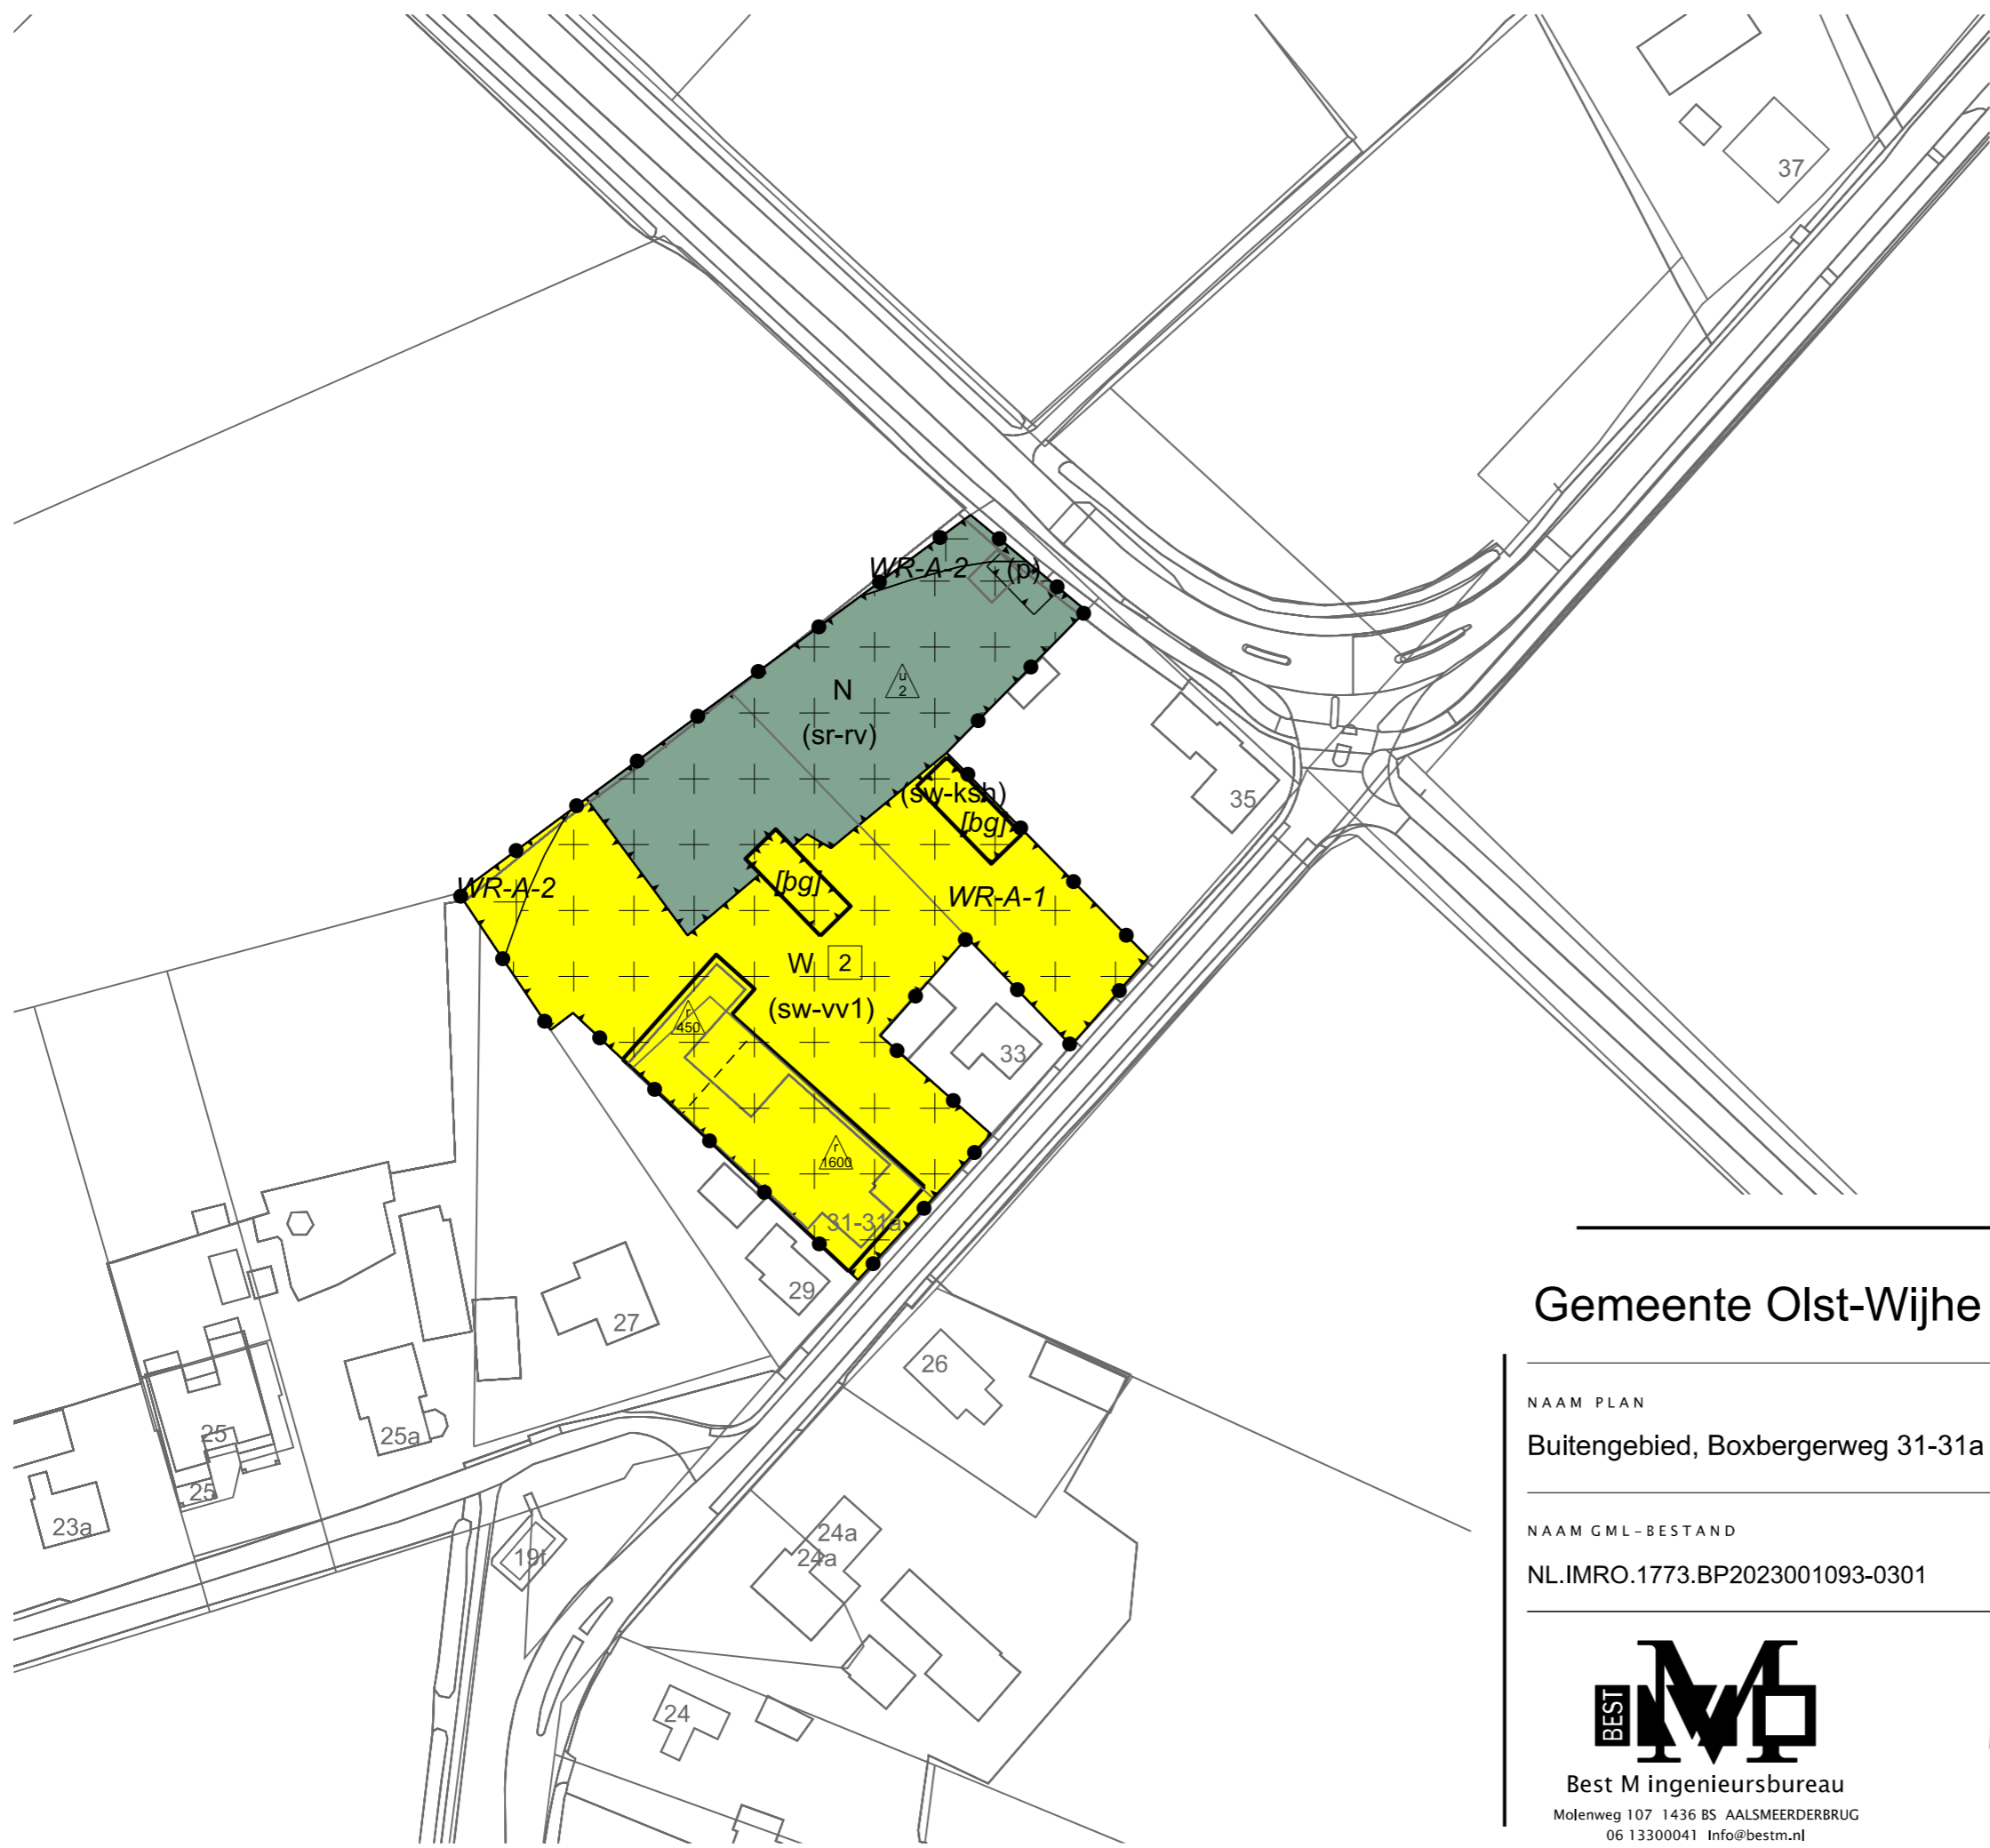 37
WR-A-2
(p)
N
u
2
(sr-rv)
(sw-ksh)
35
[bg]
[bg]
WR-A-2
WR-A-1
W
2
(sw-vv1)
r
450
33
r
1600
31-31a
29
27
26
25
25a
25
23a
24a
24a
19t
24
Gemeente Olst-Wijhe
NAAM PLAN
Buitengebied, Boxbergerweg 31-31a
NAAM GML-BESTAND
NL.IMRO.1773.BP2023001093-0301
BEST
M
Best M ingenieursbureau
Molenweg 107 1436 BS AALSMEERDERBRUG
06 13300041 Info@bestm.nl